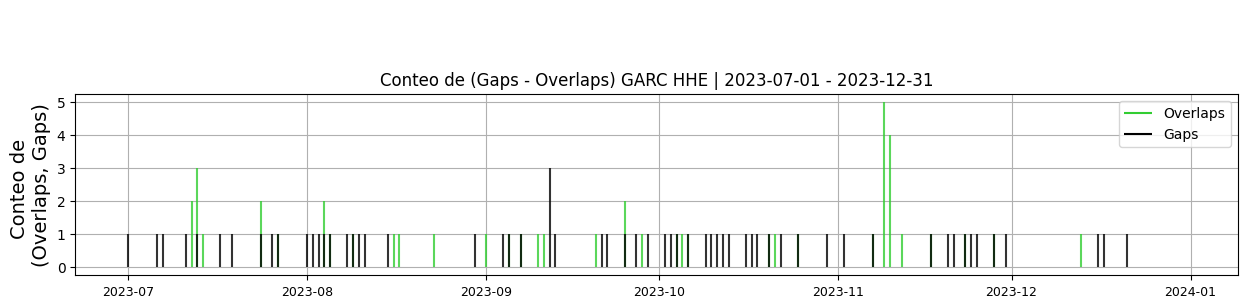 Conteo de (Gaps - Overlaps) GARC HHE | 2023-07-01 - 2023-12-31
Conteo de
(Overlaps, Gaps)
5
4
3
2
1
0
Overlaps
Gaps
2023-07
2023-08
2023-09
2023-10
2023-11
2023-12
2024-01